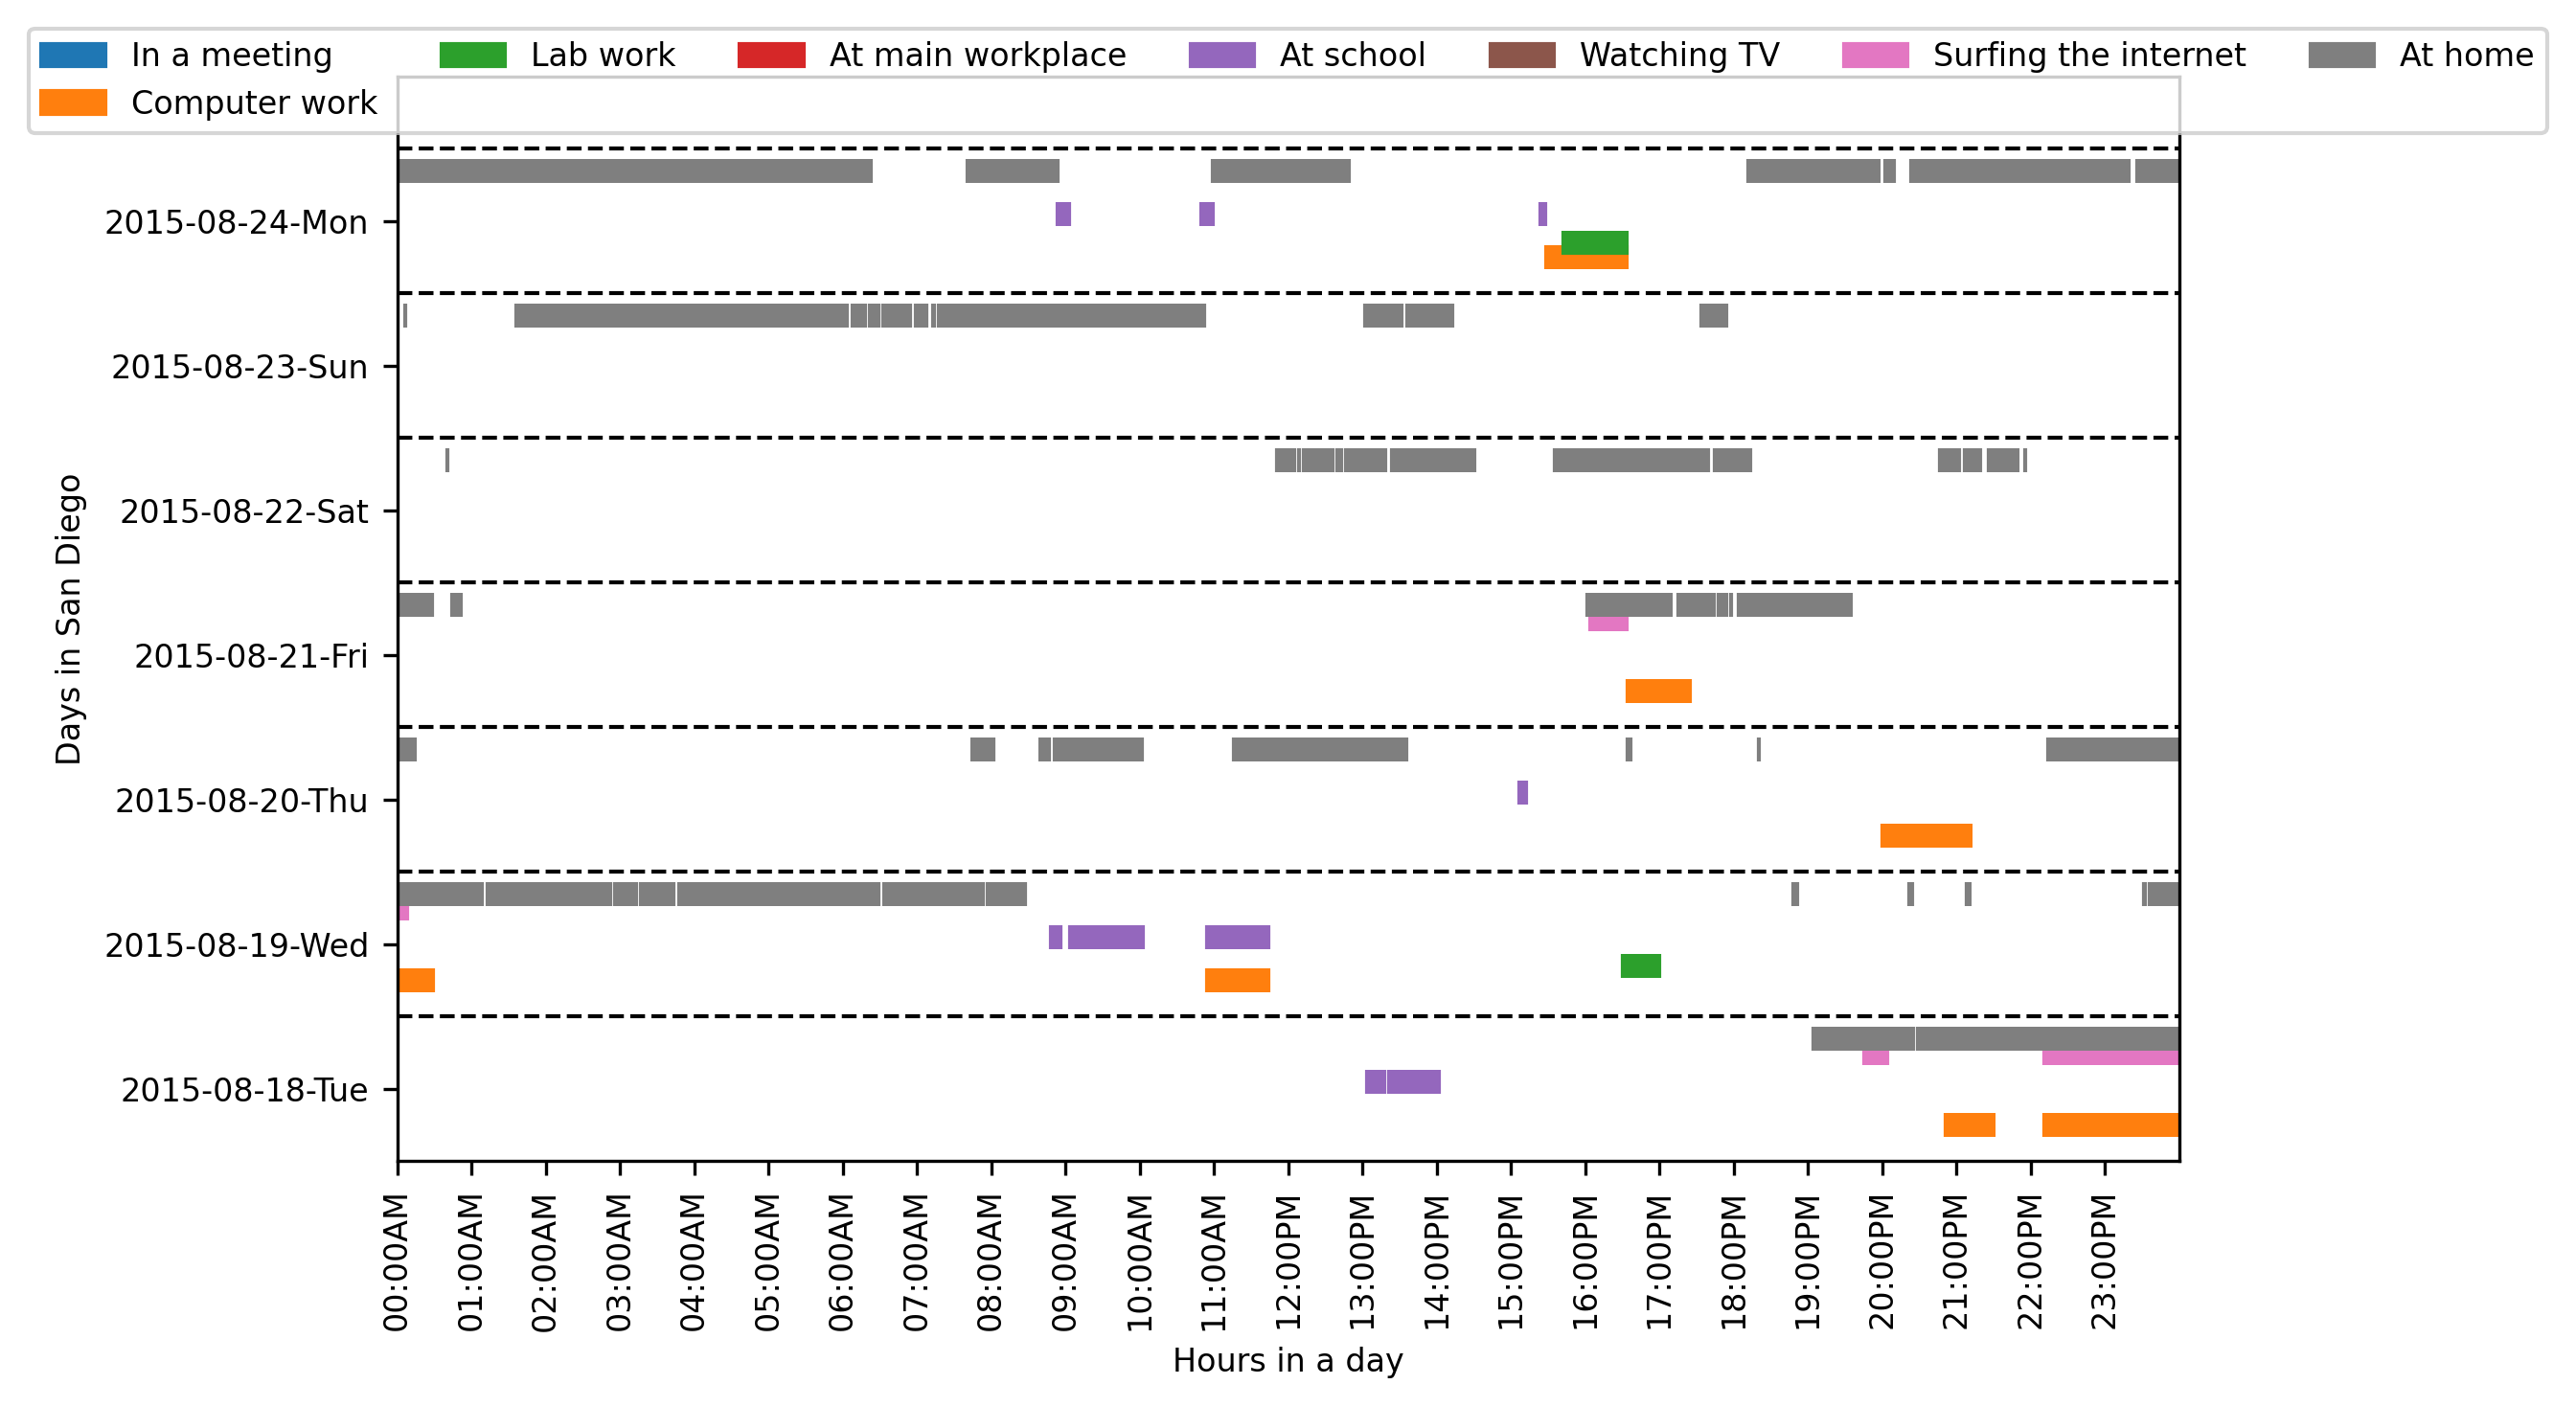 In a meeting
Computer work
Lab work
At main workplace
At school
Watching TV
Surfing the internet
At home
Days in San Diego
2015-08-24-Mon
2015-08-23-Sun
2015-08-22-Sat
2015-08-21-Fri
2015-08-20-Thu
2015-08-19-Wed
2015-08-18-Tue
00:00AM
01:00AM
02:00AM
03:00AM
04:00AM
05:00AM
06:00AM
07:00AM
08:00AM
09:00AM
10:00AM
11:00AM
12:00PM
13:00PM
14:00PM
15:00PM
16:00PM
17:00PM
18:00PM
19:00PM
20:00PM
21:00PM
22:00PM
23:00PM
Hours in a day